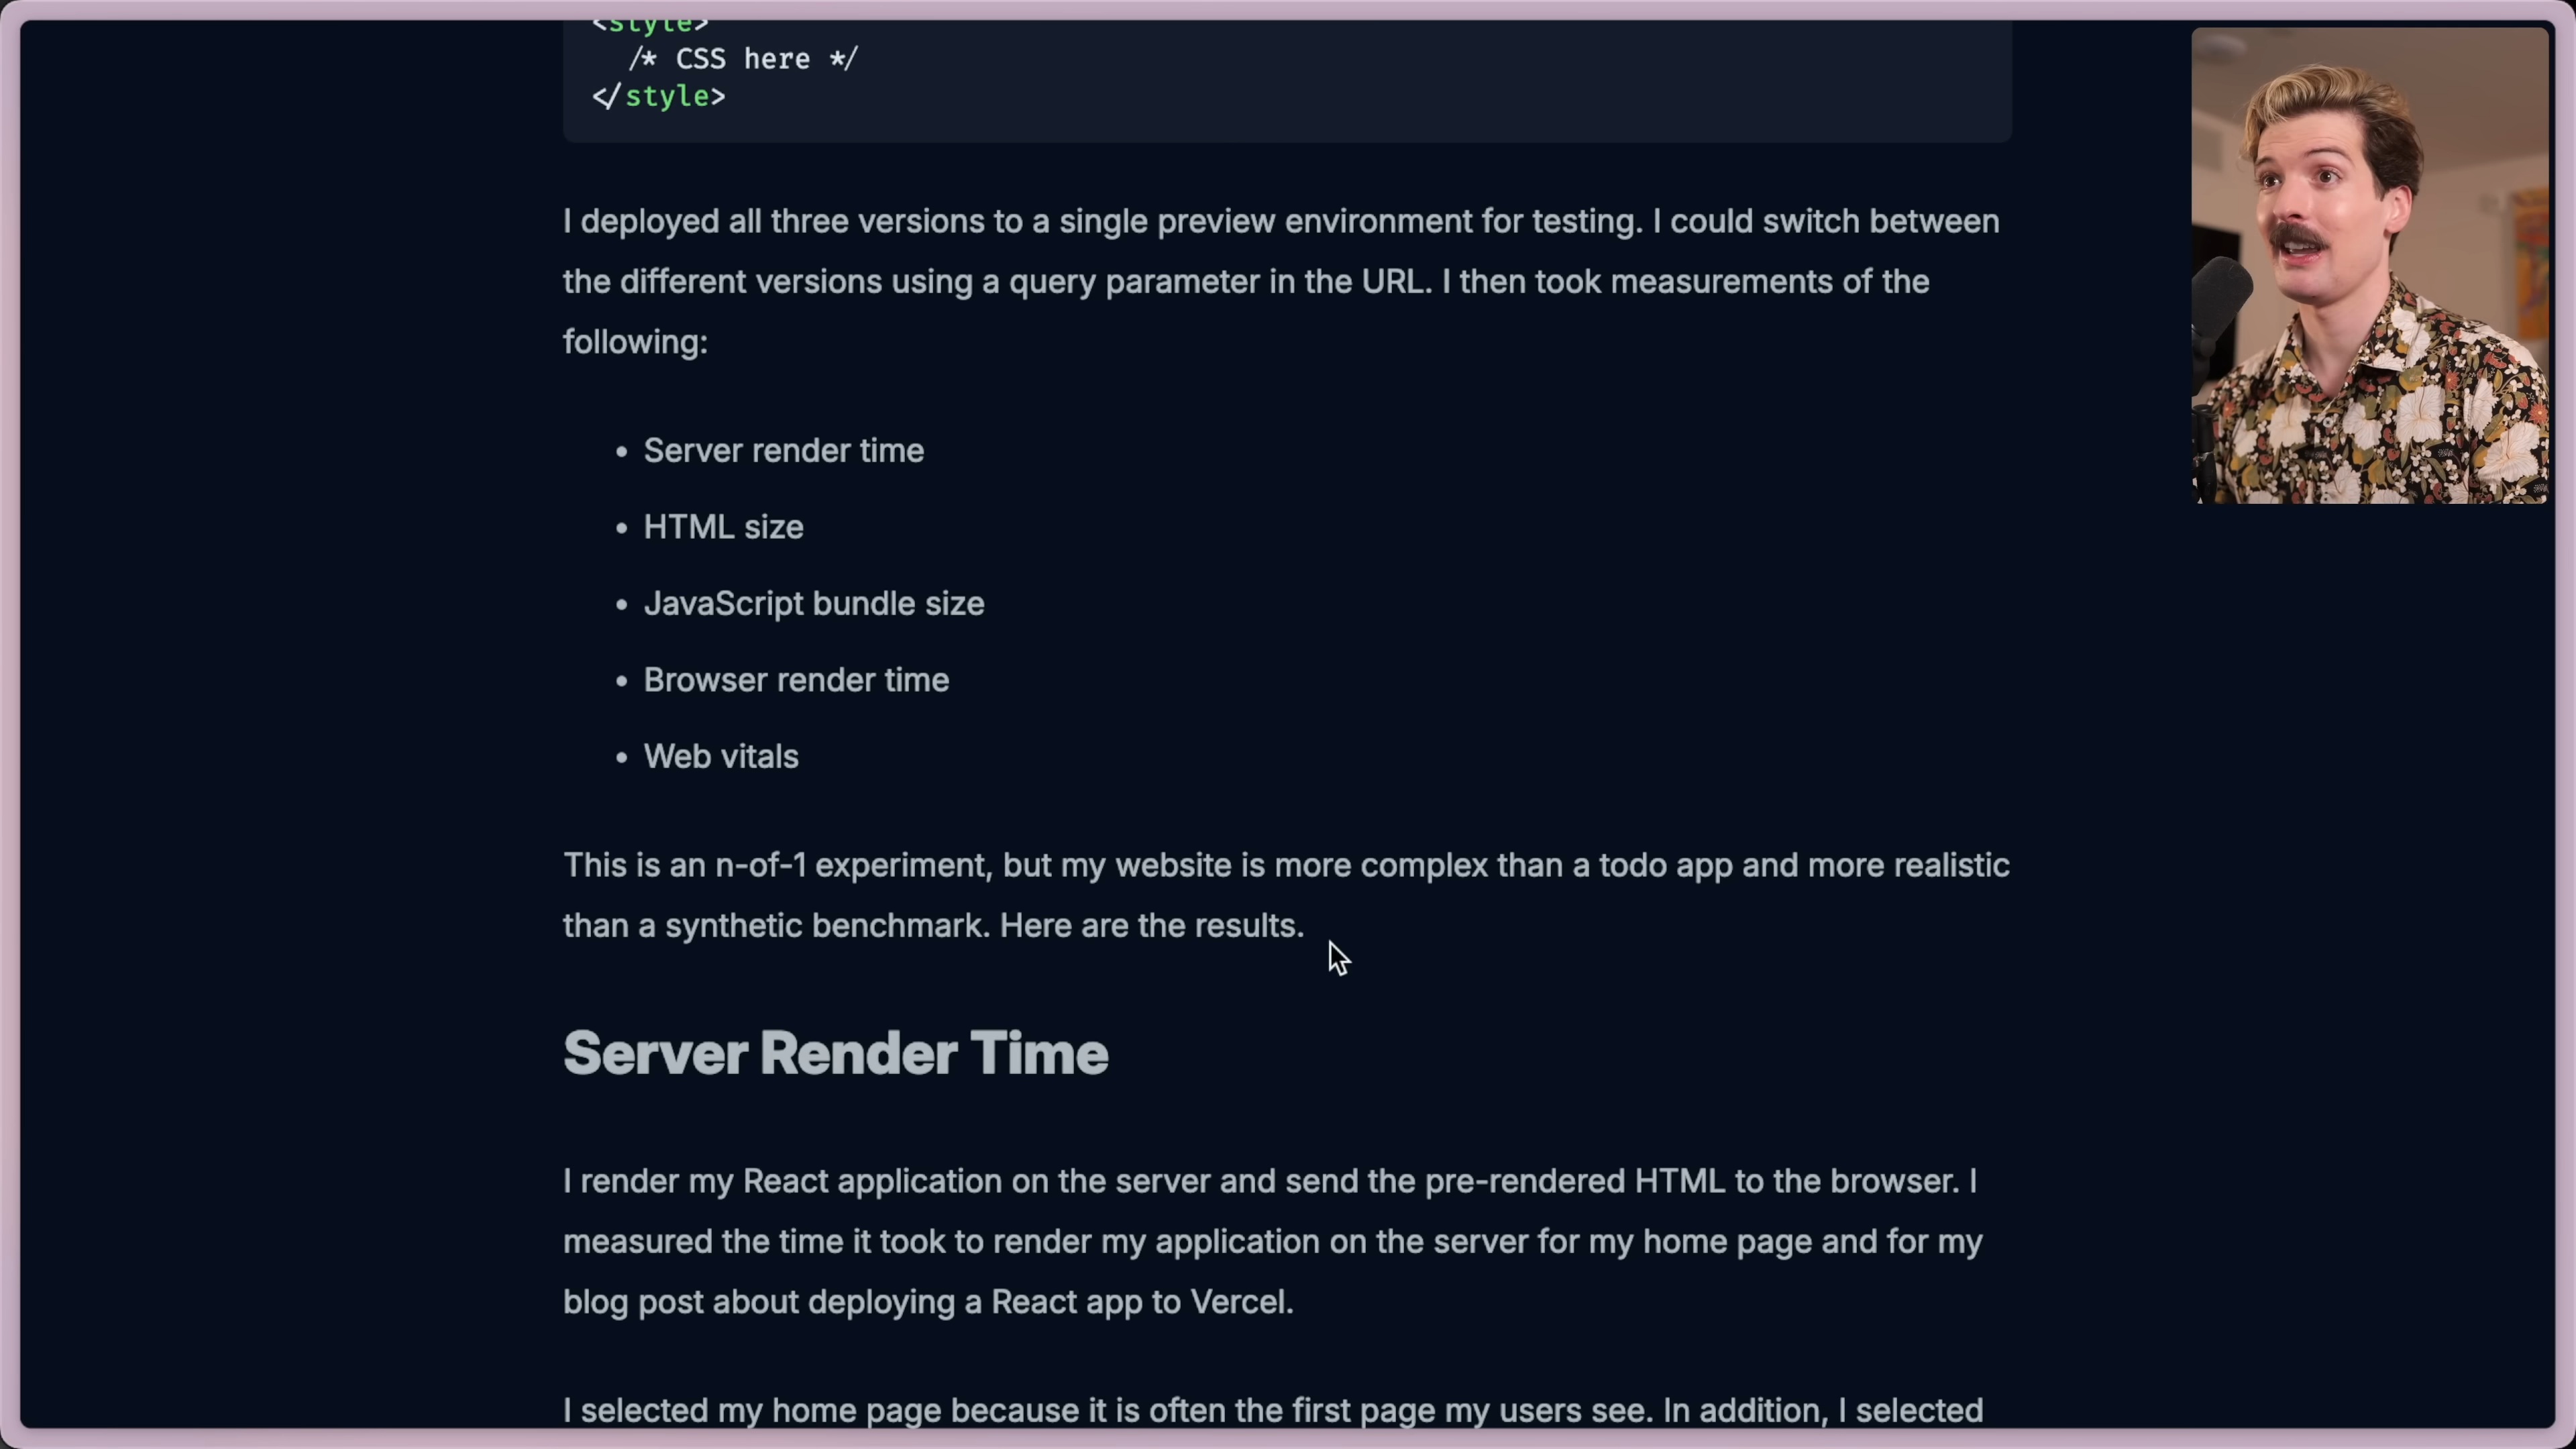 <style>
/* CSS here */
</style>
I deployed all three versions to a single preview environment for testing. I could switch between
the different versions using a query parameter in the URL. I then took measurements of the
following:
• Server render time
• HTML size
• JavaScript bundle size
• Browser render time
• Web vitals
This is an n-of-1 experiment, but my website is more complex than a todo app and more realistic
than a synthetic benchmark. Here are the results.
Server Render Time
I render my React application on the server and send the pre-rendered HTML to the browser. I
measured the time it took to render my application on the server for my home page and for my
blog post about deploying a React app to Vercel.
I selected my home page because it is often the first page my users see. In addition, I selected